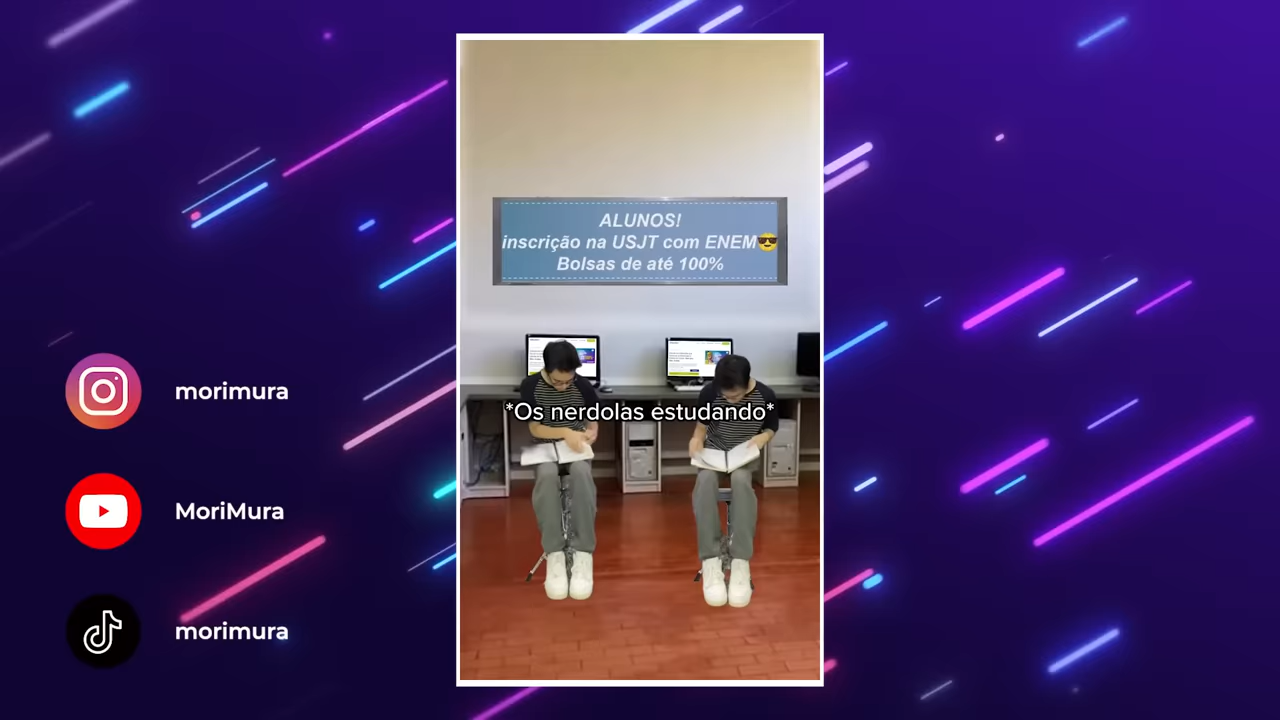 ALUNOS!
inscrição na USJT com ENEM😎
Bolsas de até 100%
*Os nerdolas estudando*
morimura
MoriMura
morimura